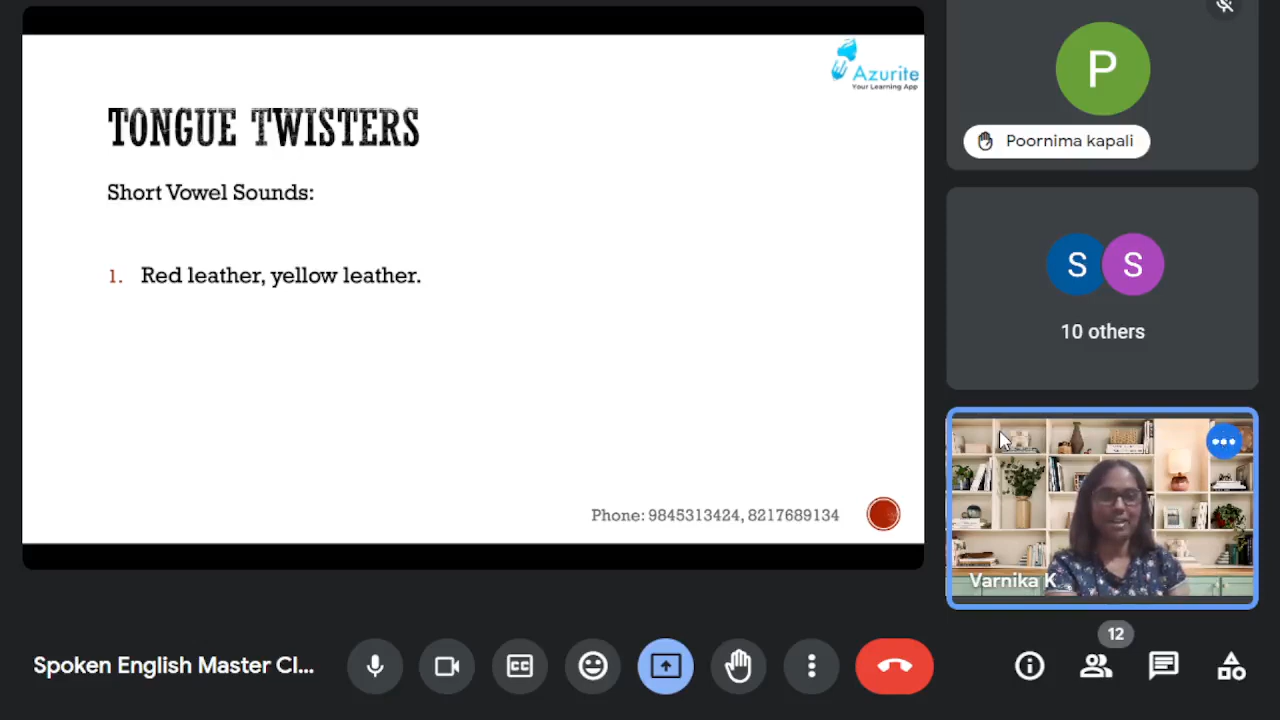 Azurite
Your Learning App
TONGUE TWISTERS
Short Vowel Sounds:
1. Red leather, yellow leather.
Phone: 9845313424, 8217689134
P
Poornima kapali
S S
10 others
Varnika K
12
Spoken English Master Cl...
CC